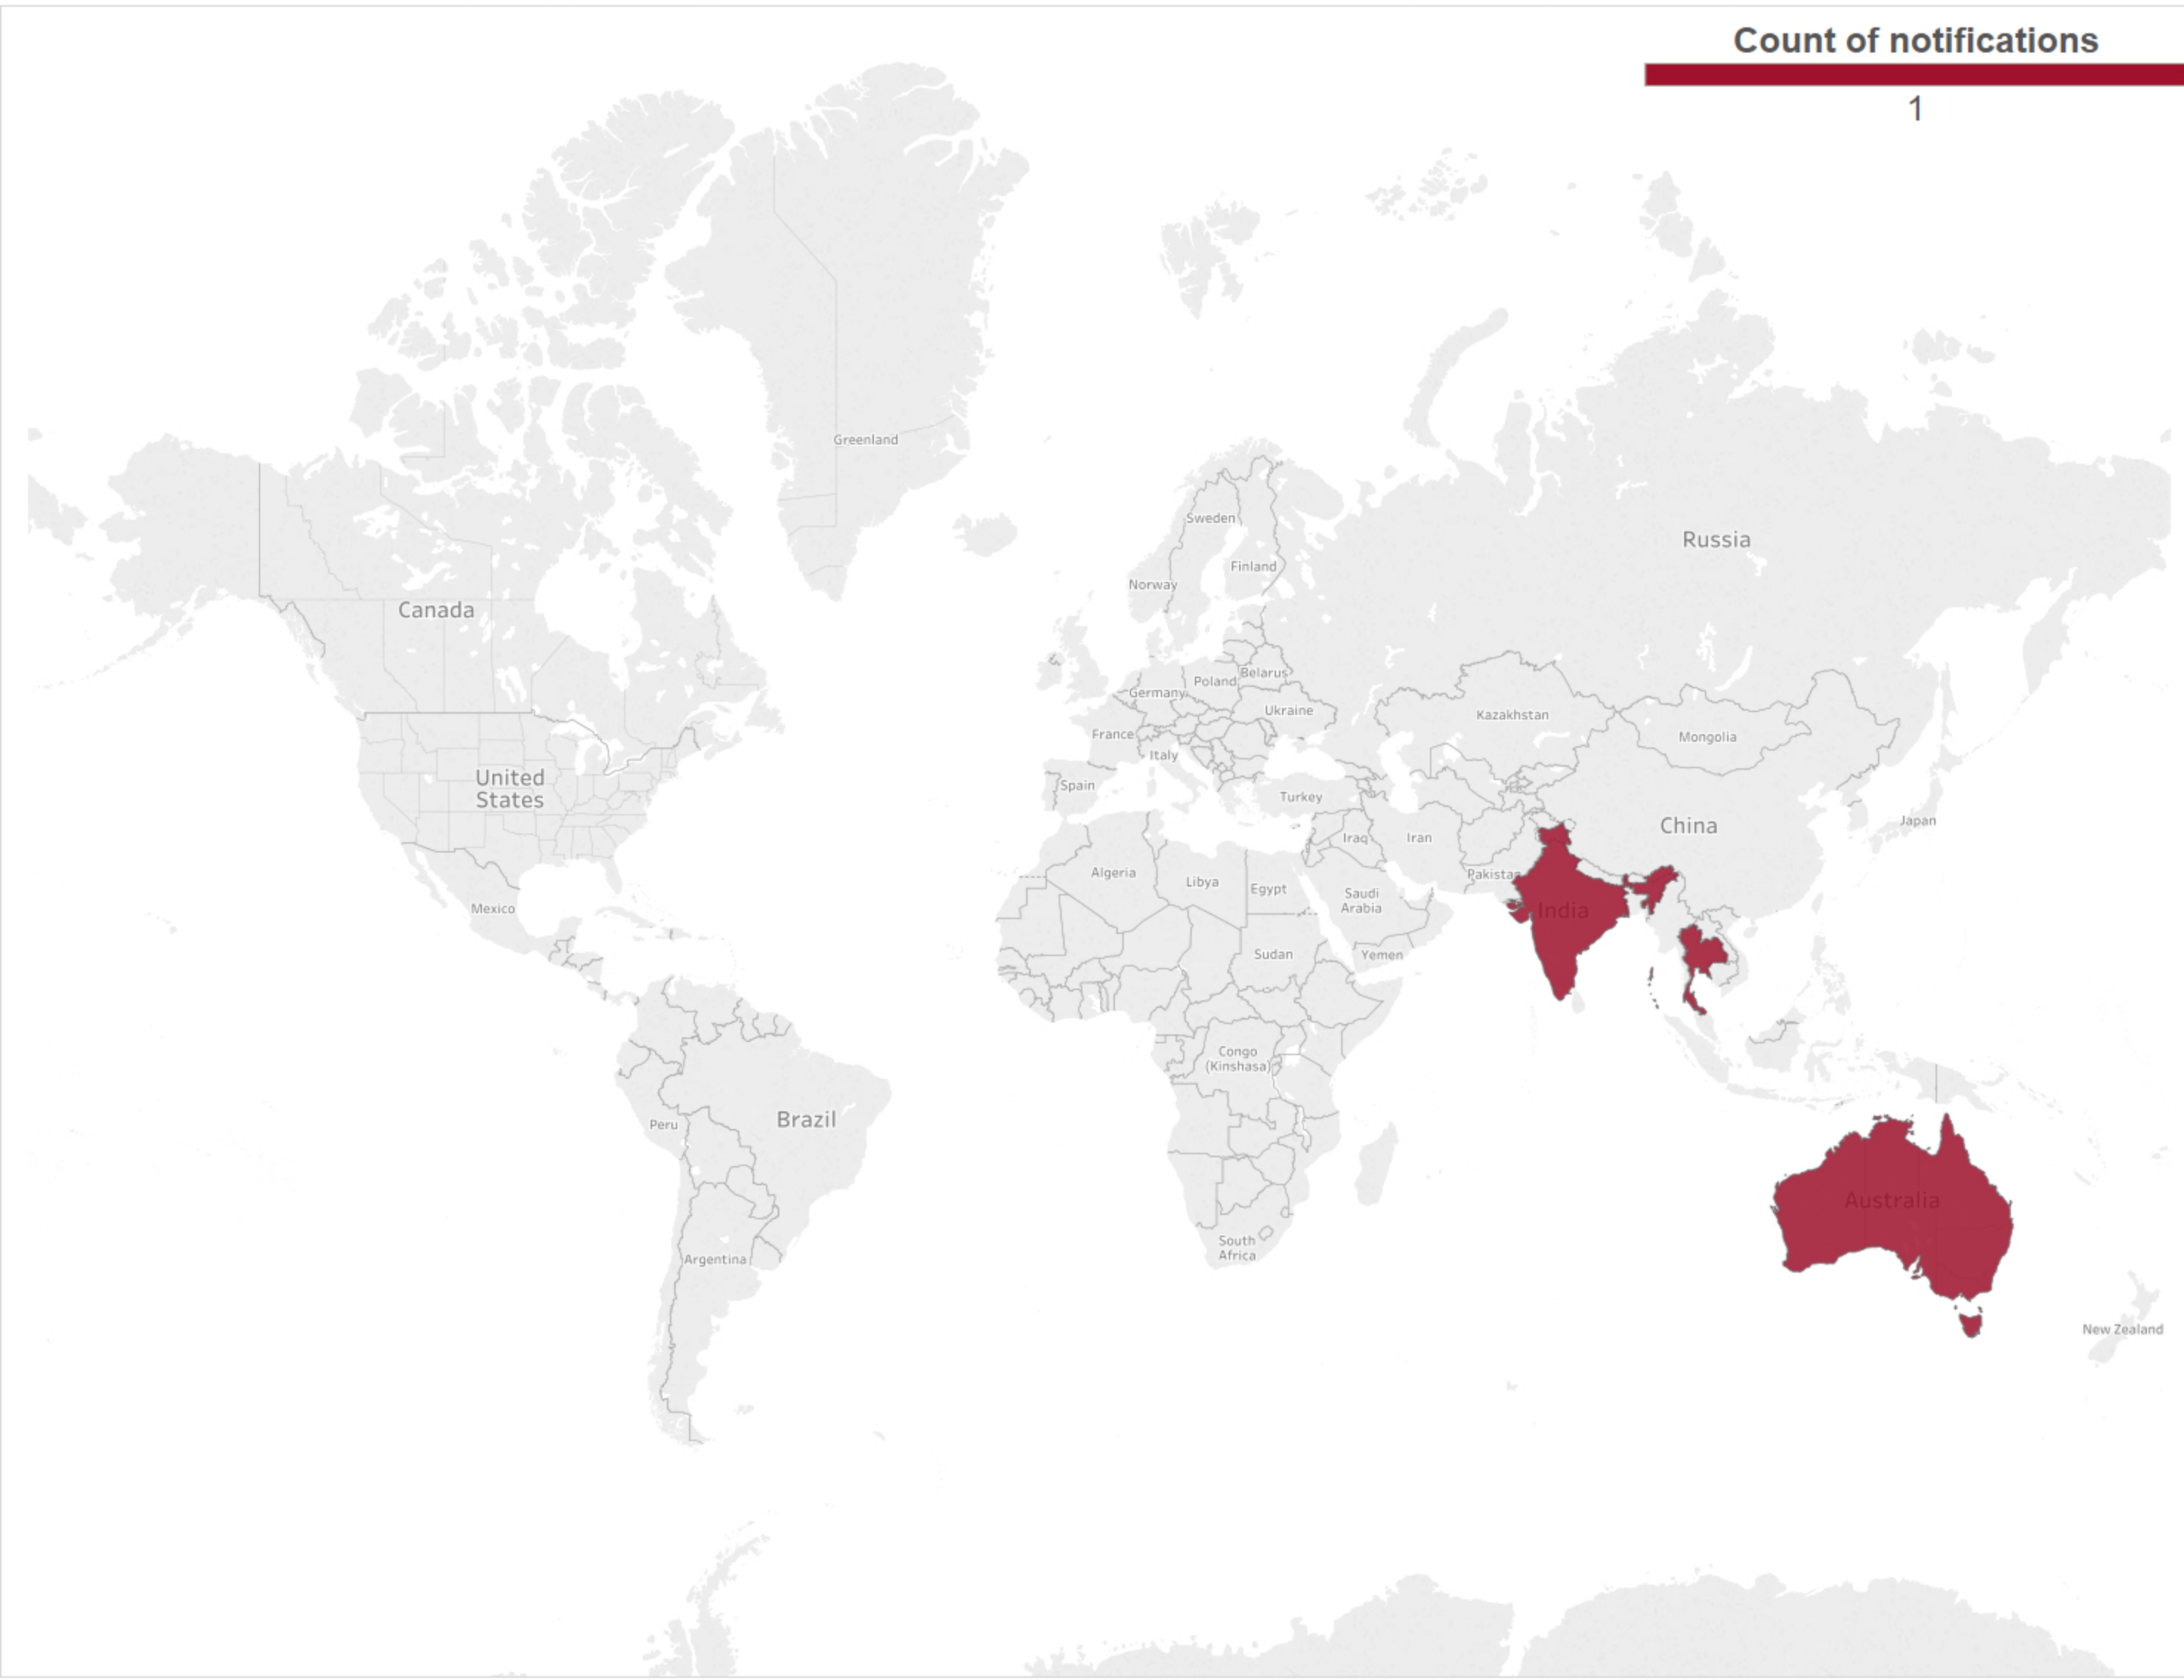 Count of notifications
1
Greenland
Sweden
Russia
Finland
Norway
Canada
Belarus
Poland
Germany
Ukraine
Kazakhstan
France
Mongolia
Italy
United
States
Spain
Turkey
Japan
China
Iraq
Iran
Algeria
Pakistan
Libya
Egypt
Saudi
Arabia
Mexico
India
Sudan
Yemen
Congo
(Kinshasa)
Brazil
Peru
Australia
South
Africa
Argentina
New Zealand